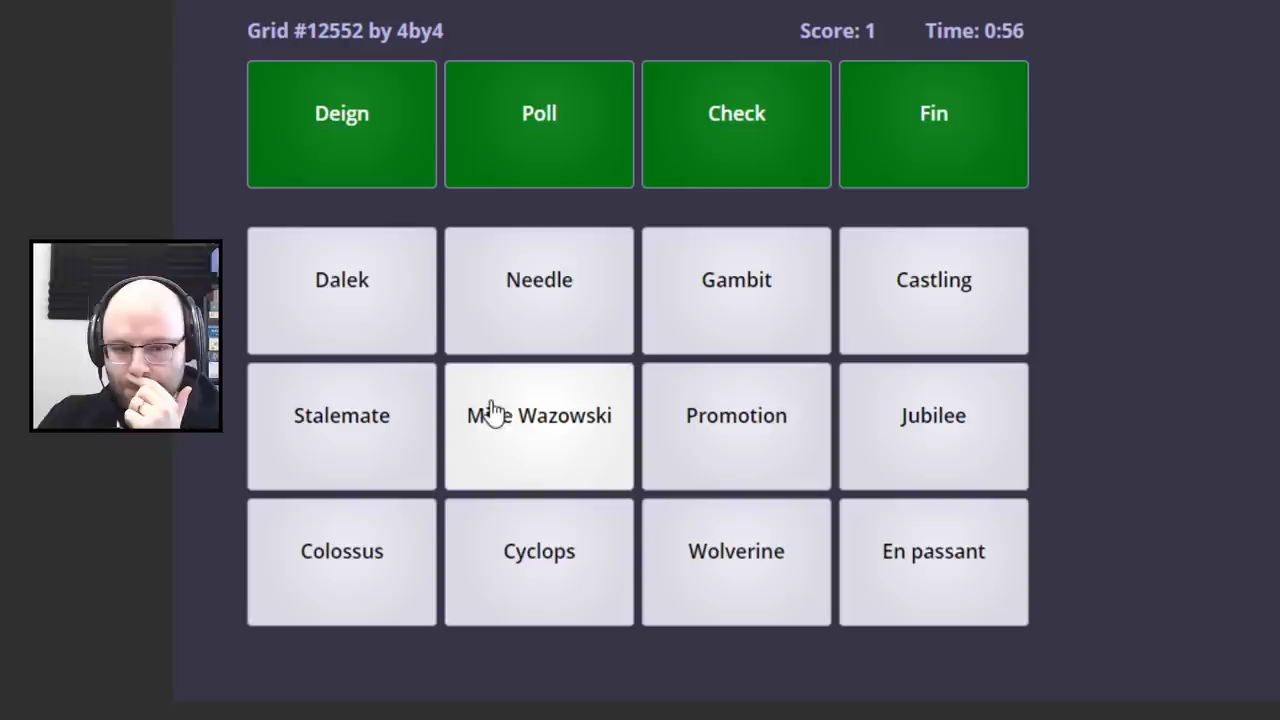 Grid #12552 by 4by4 Score: 1 Time: 0:56
Deign Poll Check Fin
Dalek Needle Gambit Castling
Stalemate Wazowski Promotion Jubilee
Colossus Cyclops Wolverine En passant